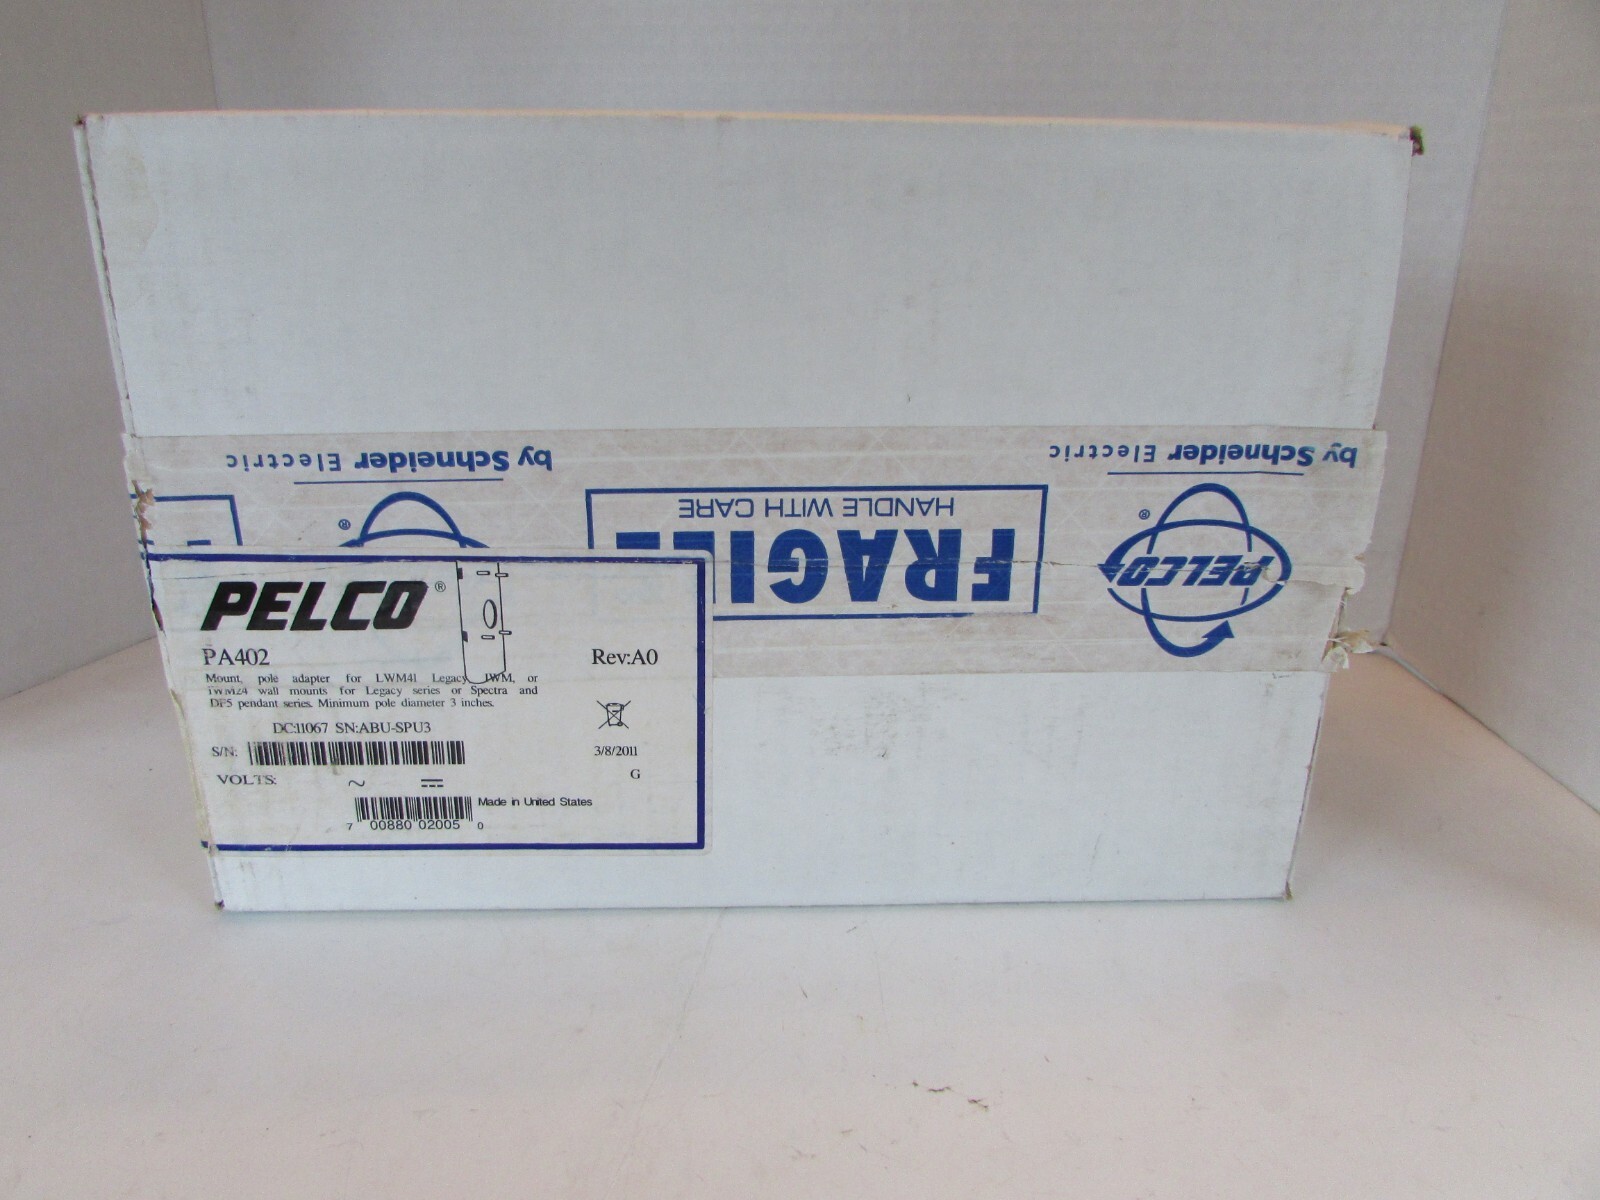 by Schneider Electric
by Schneider Electric
HANDLE WITH CARE
FRAGILE
®
®
PELCO
PELCO®
PA402
Rev:A0
Mount, pole adapter for LWM41 Legacy, IWM, or
IWM24 wall mounts for Legacy series or Spectra and
DF5 pendant series. Minimum pole diameter 3 inches.
DC:11067 SN:ABU-SPU3
S/N:
3/8/2011
VOLTS: ~
G
Made in United States
7 00880 02005 0